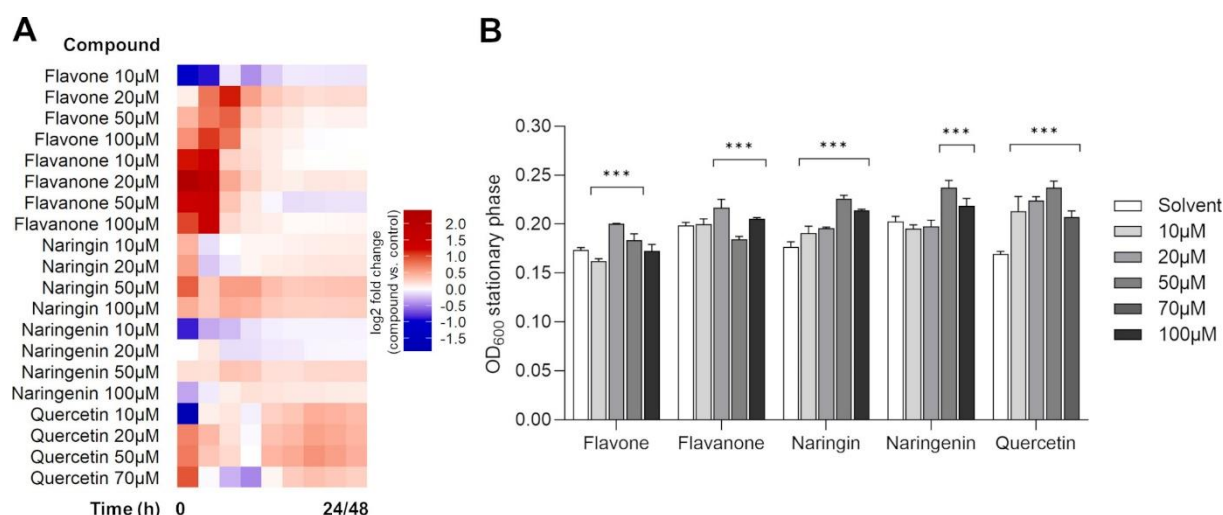 A
Compound
Flavone 10µM
Flavone 20µM
Flavone 50µM
Flavone 100µM
Flavanone 10µM
Flavanone 20µM
Flavanone 50µM
Flavanone 100µM
Naringin 10µM
Naringin 20µM
Naringin 50µM
Naringin 100µM
Naringenin 10µM
Naringenin 20µM
Naringenin 50µM
Naringenin 100µM
Quercetin 10µM
Quercetin 20µM
Quercetin 50µM
Quercetin 70µM
Time (h) 0 24/48
log2 fold change
(compound vs. control)
2.0
1.5
1.0
0.5
0.0
-0.5
-1.0
-1.5
B
OD600 stationary phase
0.30
0.25
0.20
0.15
0.10
0.05
0.00
***
***
***
***
***
Flavone Flavanone Naringin Naringenin Quercetin
Solvent
10µM
20µM
50µM
70µM
100µM